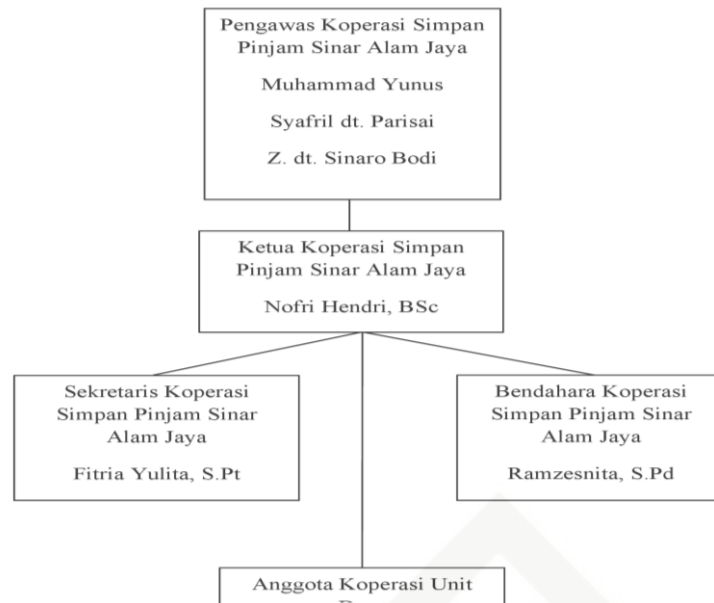 Pengawas Koperasi Simpan
Pinjam Sinar Alam Jaya
Muhammad Yunus
Syafril dt. Parisai
Z. dt. Sinaro Bodi
Ketua Koperasi Simpan
Pinjam Sinar Alam Jaya
Nofri Hendri, BSc
Sekretaris Koperasi
Simpan Pinjam Sinar
Alam Jaya
Fitria Yulita, S.Pt
Bendahara Koperasi
Simpan Pinjam Sinar
Alam Jaya
Ramzesnita, S.Pd
Anggota Koperasi Unit